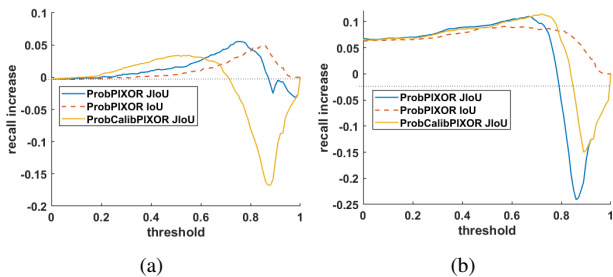 0.1
0.05
0
-0.05
-0.1
-0.15
-0.2
recall increase
ProbPIXOR JIoU
ProbPIXOR IoU
ProbCalibPIXOR JIoU
0 0.2 0.4 0.6 0.8 1
threshold
(a)
0.1
0.05
0
-0.05
-0.1
-0.15
-0.2
-0.25
recall increase
ProbPIXOR JIoU
ProbPIXOR IoU
ProbCalibPIXOR JIoU
0 0.2 0.4 0.6 0.8 1
threshold
(b)